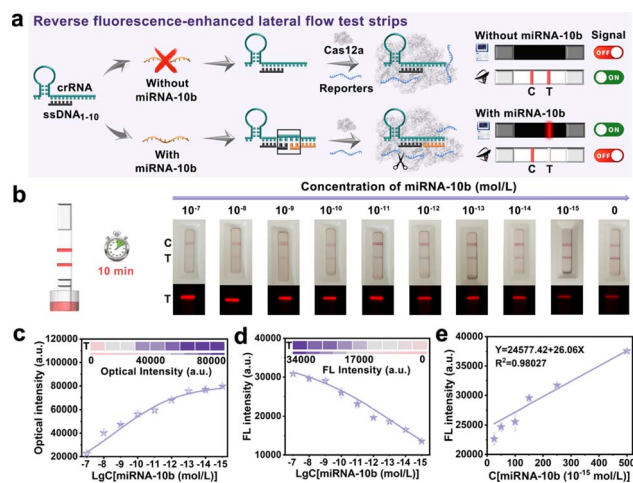 a Reverse fluorescence-enhanced lateral flow test strips
crRNA
ssDNA1-10
Without
miRNA-10b
With
miRNA-10b
Cas12a
Reporters
Without miRNA-10b Signal
OFF
ON
C T
With miRNA-10b
ON
OFF
C T
b
10 min
Concentration of miRNA-10b (mol/L)
10-7 10-8 10-9 10-10 10-11 10-12 10-13 10-14 10-15 0
C
T
T
c
Optical intensity (a.u.)
120000
100000
80000
60000
40000
20000
T
0 40000 80000
Optical Intensity (a.u.)
-7 -8 -9 -10 -11 -12 -13 -14 -15
LgC[miRNA-10b (mol/L)]
d
FL intensity (a.u.)
40000
30000
20000
10000
T
34000 17000 0
FL Intensity (a.u.)
-7 -8 -9 -10 -11 -12 -13 -14 -15
LgC[miRNA-10b (mol/L)]
e
FL intensity (a.u.)
40000
35000
30000
25000
20000
Y=24577.42+26.06X
R2=0.98027
0 100 200 300 400 500
C[miRNA-10b (10-15 mol/L)]